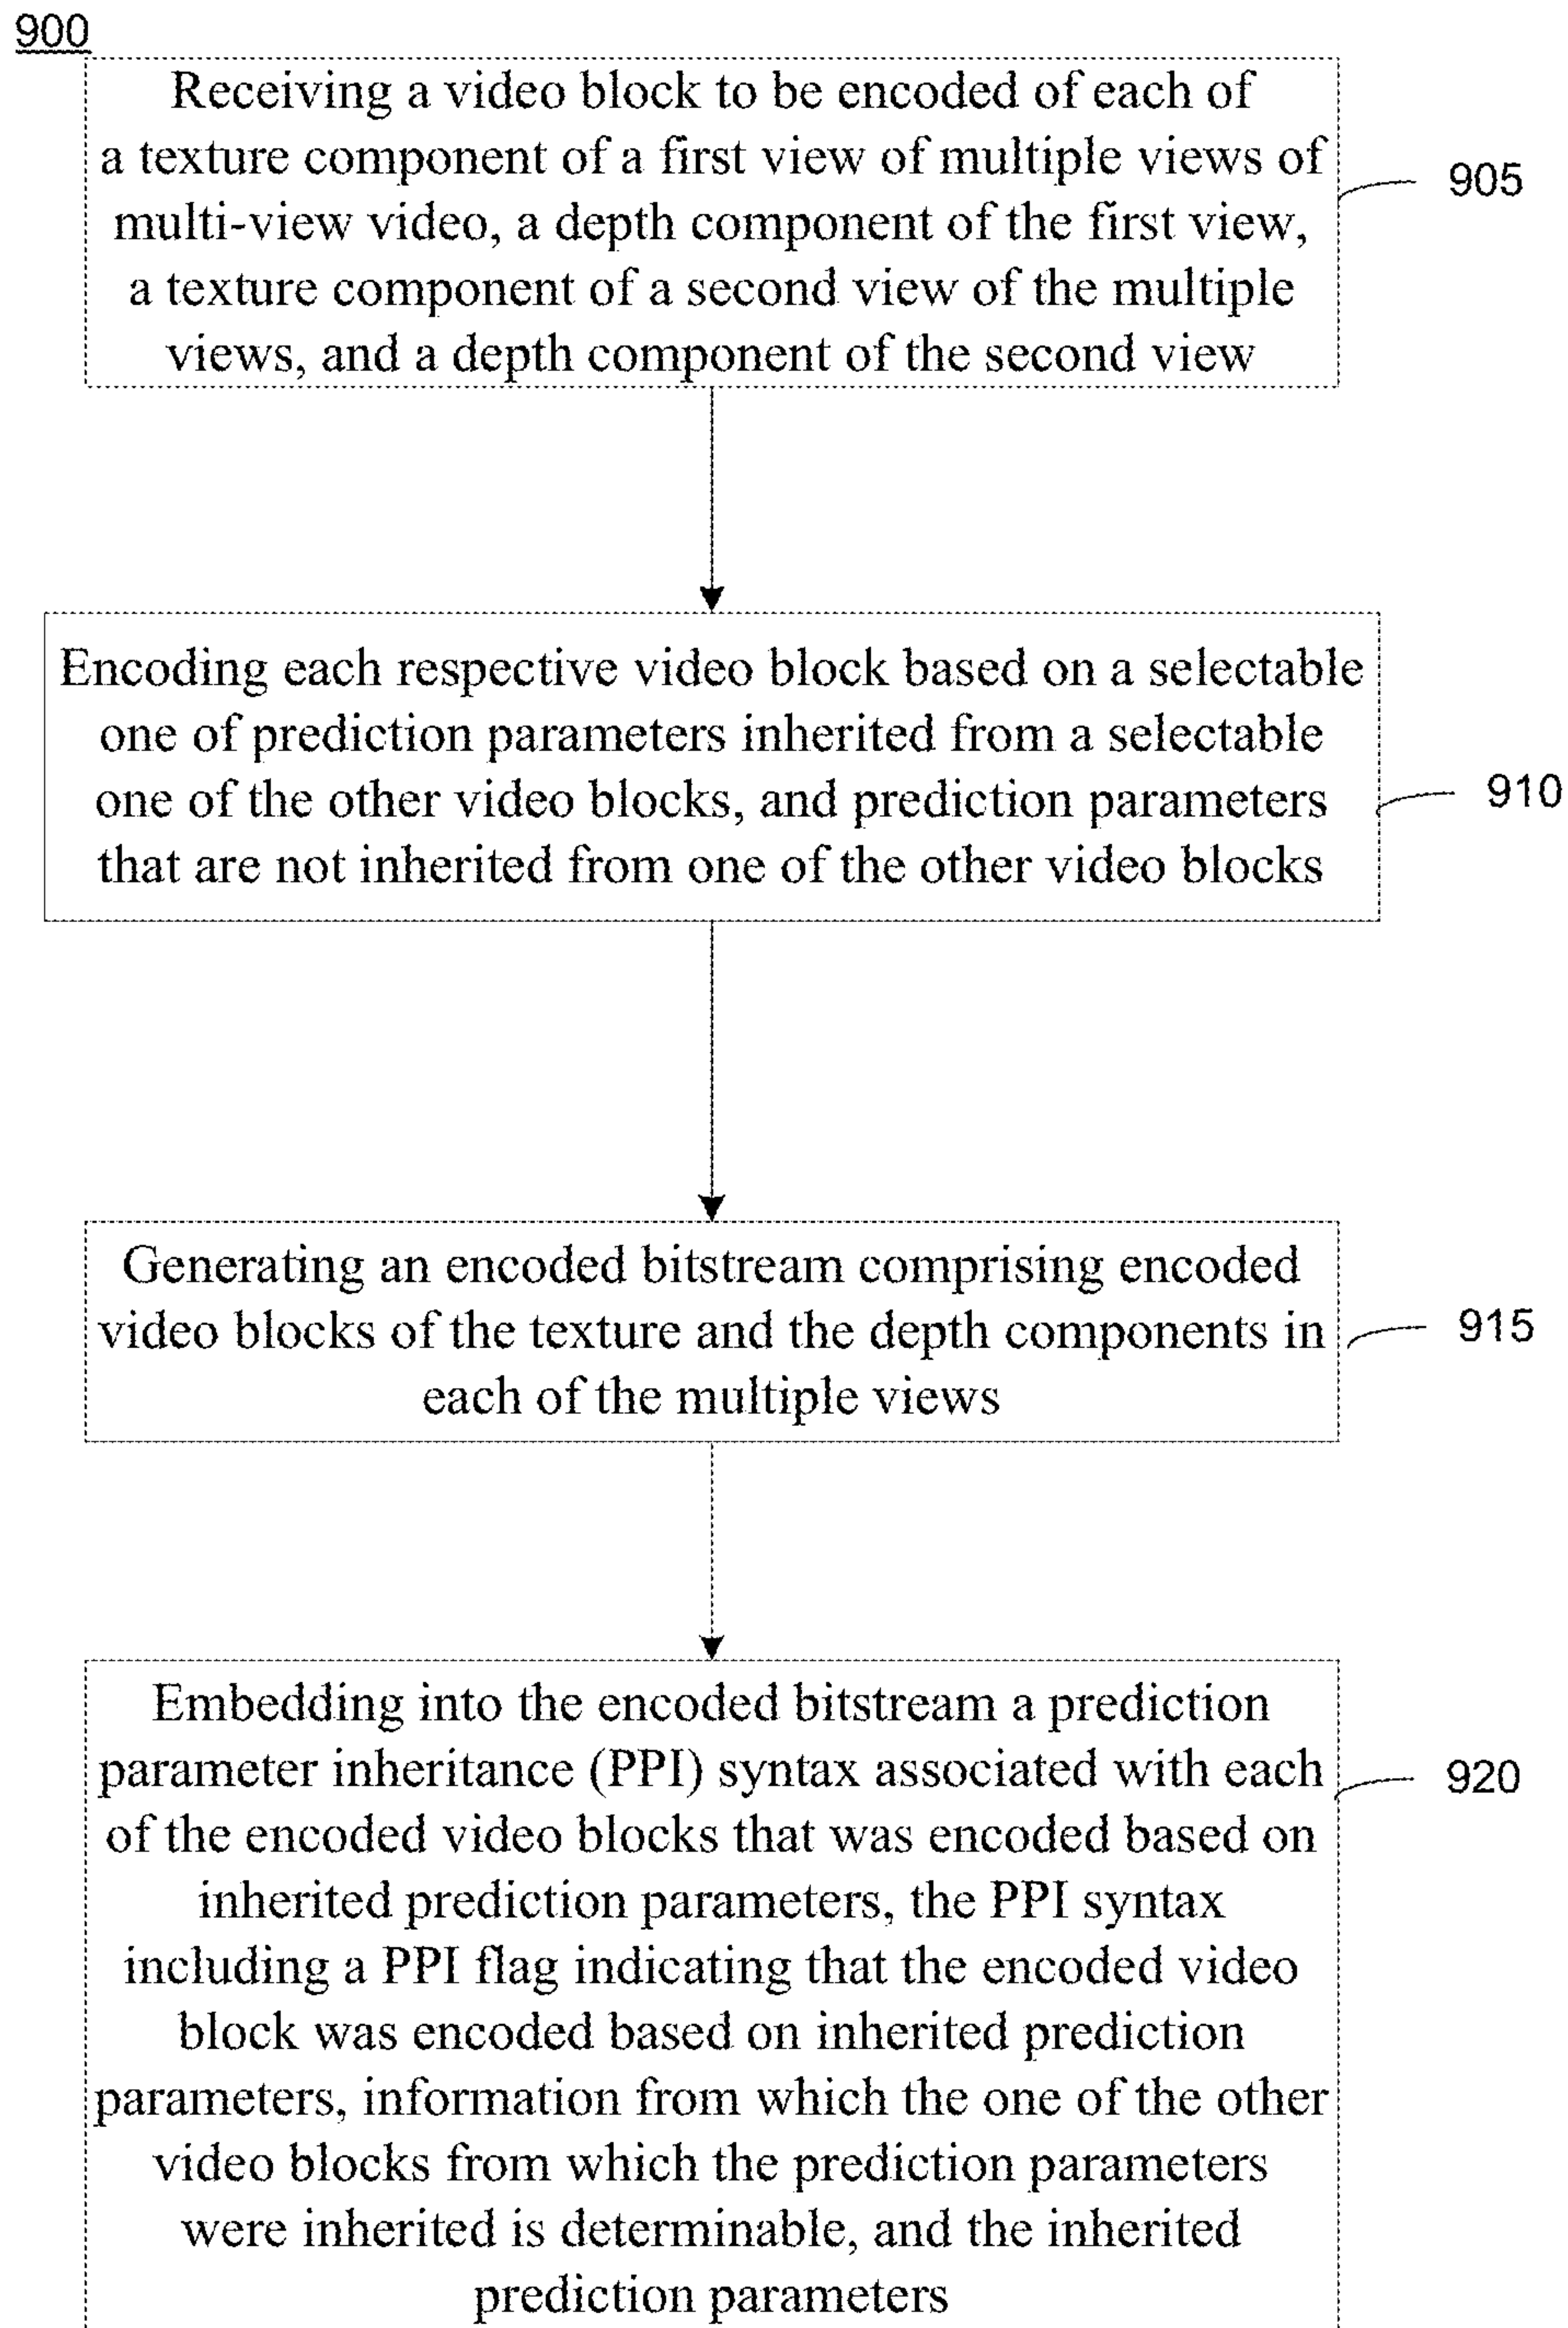 900
Receiving a video block to be encoded of each of
a texture component of a first view of multiple views of
multi-view video, a depth component of the first view,
a texture component of a second view of the multiple
views, and a depth component of the second view
905
Encoding each respective video block based on a selectable
one of prediction parameters inherited from a selectable
one of the other video blocks, and prediction parameters
that are not inherited from one of the other video blocks
910
Generating an encoded bitstream comprising encoded
video blocks of the texture and the depth components in
each of the multiple views
915
Embedding into the encoded bitstream a prediction
parameter inheritance (PPI) syntax associated with each
of the encoded video blocks that was encoded based on
inherited prediction parameters, the PPI syntax
including a PPI flag indicating that the encoded video
block was encoded based on inherited prediction
parameters, information from which the one of the other
video blocks from which the prediction parameters
were inherited is determinable, and the inherited
prediction parameters
920